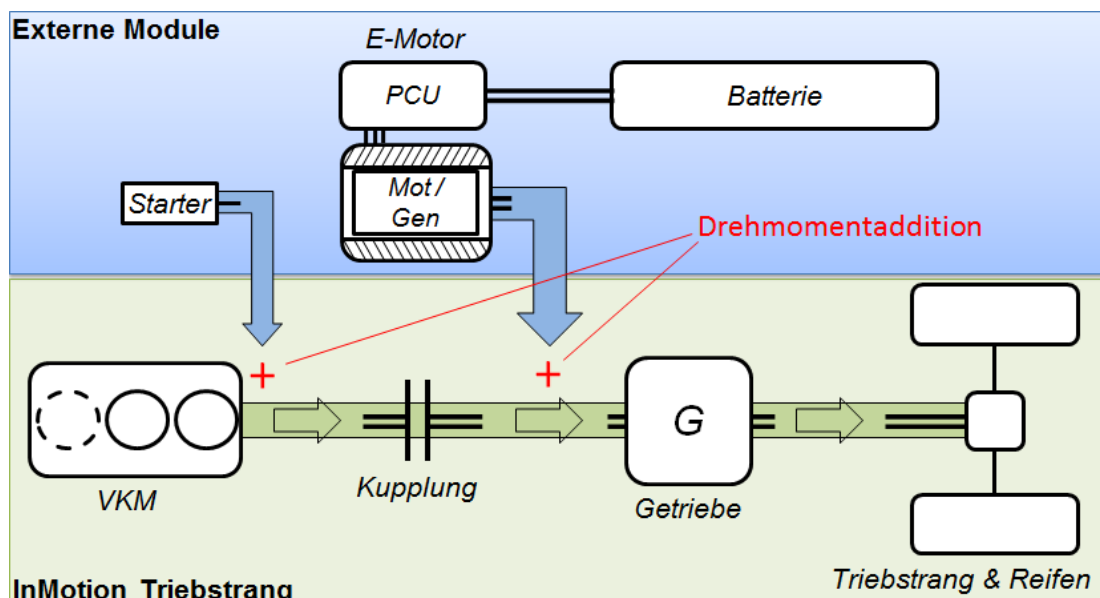 Externe Module
E-Motor
PCU
Batterie
Starter
Mot /
Gen
Drehmomentaddition
+
+
G
VKM
Kupplung
Getriebe
Triebstrang & Reifen
InMotion Triebstrang